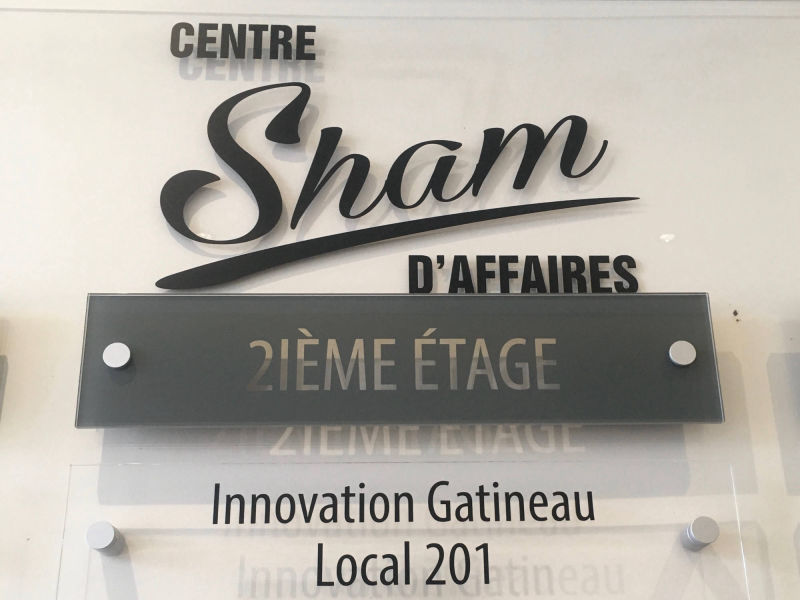 CENTRE
Sham
D'AFFAIRES
2IÈME ÉTAGE
Innovation Gatineau
Local 201